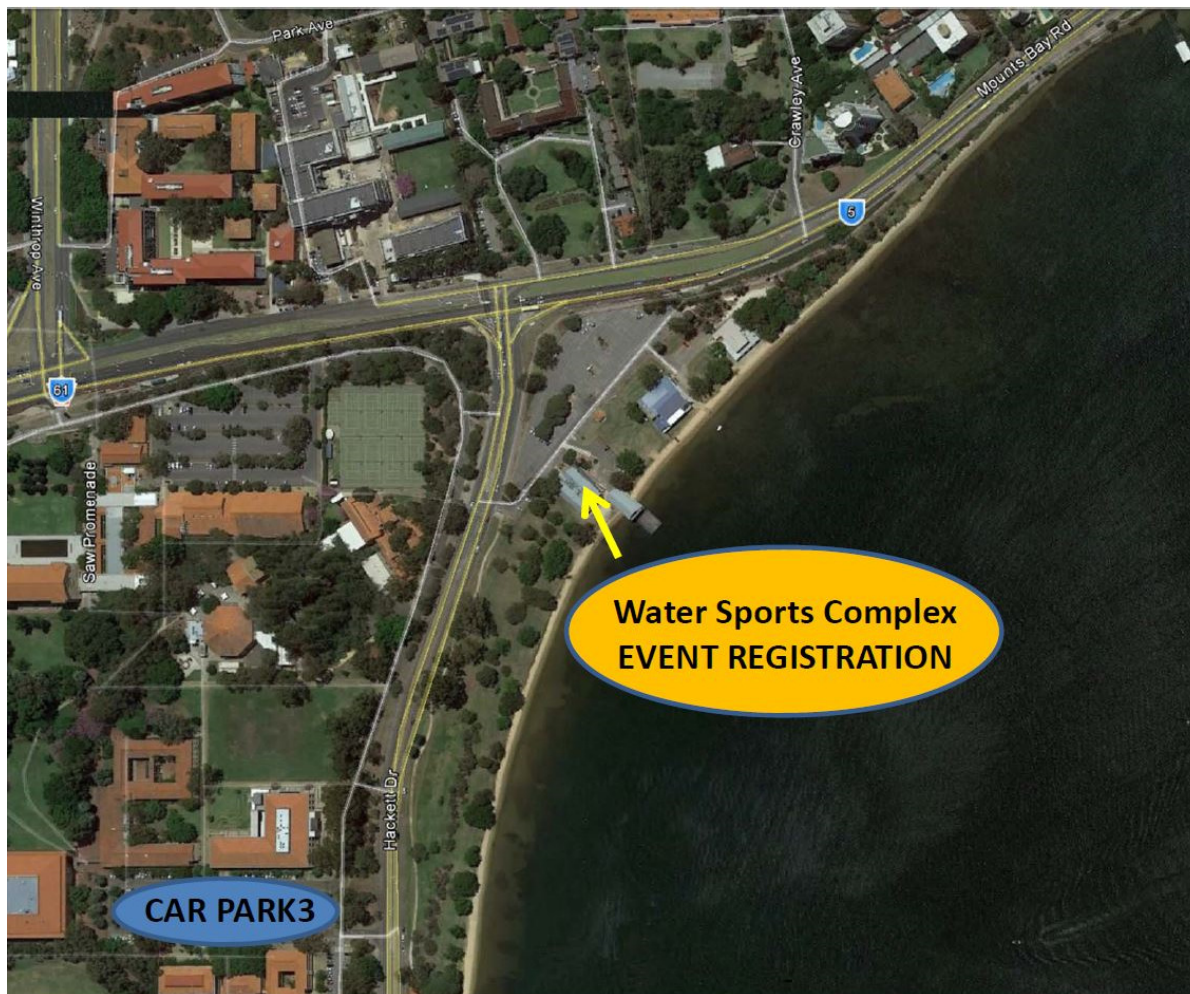 Park Ave
Mounts Bay Rd
Crawley Ave
Winthrop Ave
5
61
Saw Promenade
Water Sports Complex
EVENT REGISTRATION
Hackett Dr
CAR PARK3